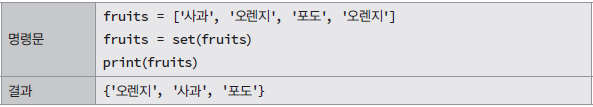 명령문
fruits = ['사과', '오렌지', '포도', '오렌지']
fruits = set(fruits)
print(fruits)
결과
{'오렌지', '사과', '포도'}